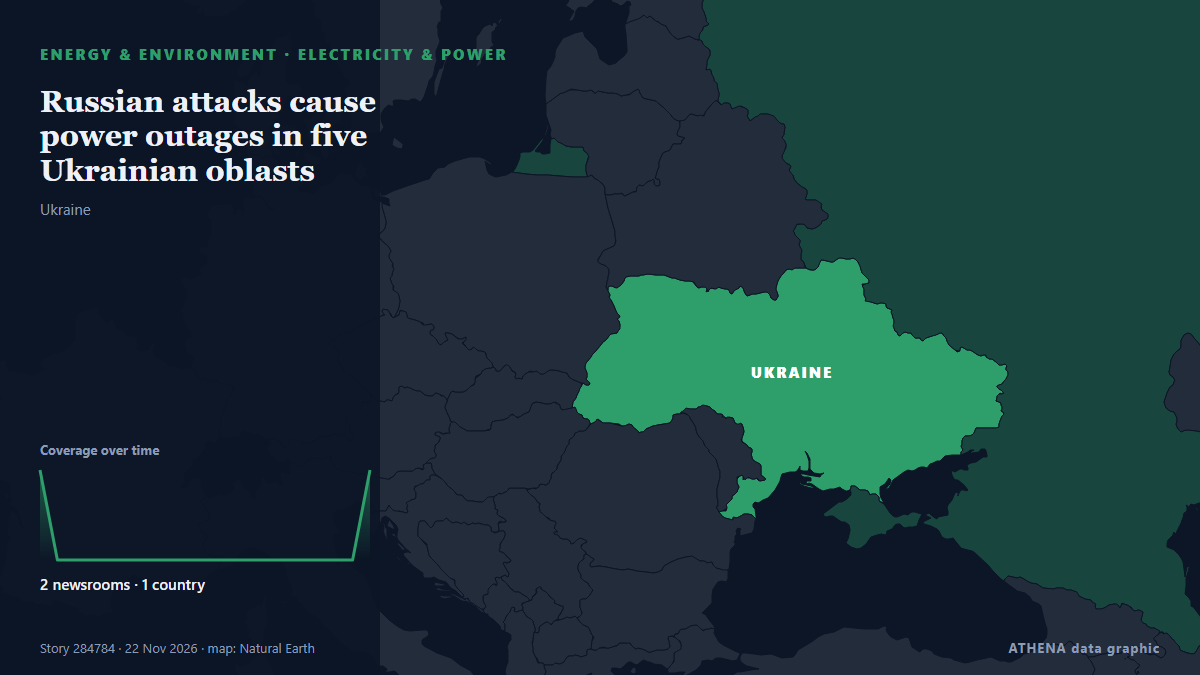 ENERGY & ENVIRONMENT · ELECTRICITY & POWER
Russian attacks cause
power outages in five
Ukrainian oblasts
Ukraine
UKRAINE
Coverage over time
2 newsrooms · 1 country
Story 284784 · 22 Nov 2026 · map: Natural Earth
ATHENA data graphic